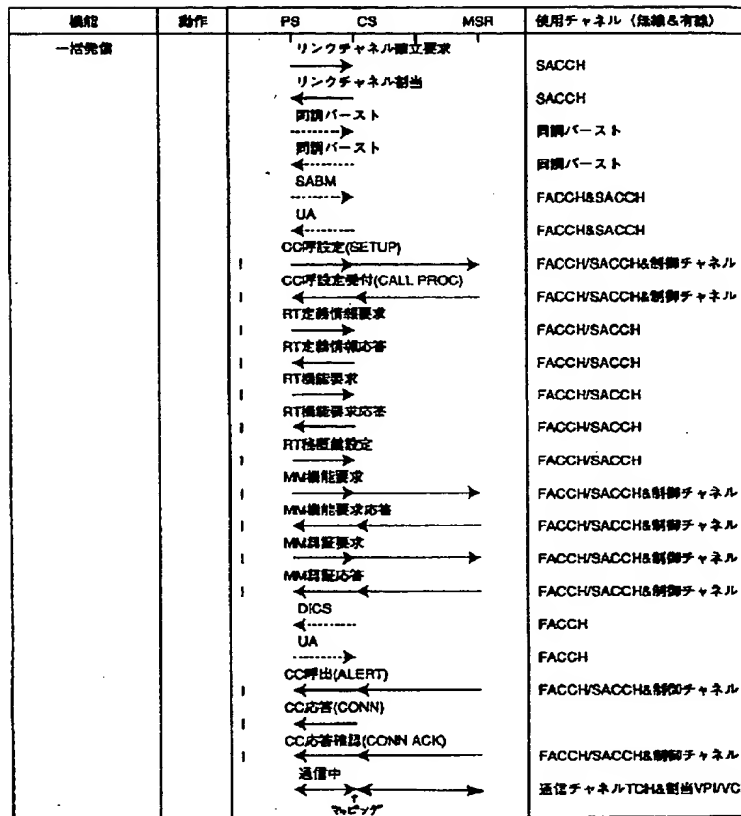 機能 動作 PS CS MSR 使用チャネル(無線&有線)
一括発信
リンクチャネル確立要求
SACCH
リンクチャネル割当
SACCH
同調バースト
同調バースト
同調バースト
同調バースト
SABM
FACCH&SACCH
UA
FACCH&SACCH
CC呼設定(SETUP)
FACCH/SACCH&制御チャネル
CC呼設定受付(CALL PROC)
FACCH/SACCH&制御チャネル
RT定義情報要求
FACCH/SACCH
RT定義情報応答
FACCH/SACCH
RT機能要求
FACCH/SACCH
RT機能要求応答
FACCH/SACCH
RT秘匿鍵設定
FACCH/SACCH
MM機能要求
FACCH/SACCH&制御チャネル
MM機能要求応答
FACCH/SACCH&制御チャネル
MM認証要求
FACCH/SACCH&制御チャネル
MM認証応答
FACCH/SACCH&制御チャネル
DICS
FACCH
UA
FACCH
CC呼出(ALERT)
FACCH/SACCH&制御チャネル
CC応答(CONN)
CC応答確認(CONN ACK)
FACCH/SACCH&制御チャネル
通信中
通信チャネルTCH&割当VPI/VC
マッピング